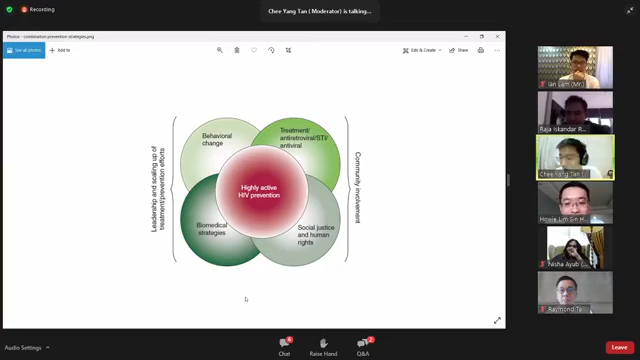 Recording
Chee Yang Tan ( Moderator) is talking...
Photos - combination prevention strategies.png
See all photos
Add to
Edit & Create
Share
Leadership and scaling up of
treatment/prevention efforts
Behavioral
change
Treatment/
antiretroviral/STI/
antiviral
Highly active
HIV prevention
Biomedical
strategies
Social justice
and human
rights
Community involvement
Ian Lam (Mr)
Raja Iskandar R
Chee Yang Tan (
Howie Lim Sin H
Nisha Ayub (
Raymond Ta
Audio Settings
6
Chat
Raise Hand
2
Q&A
Leave